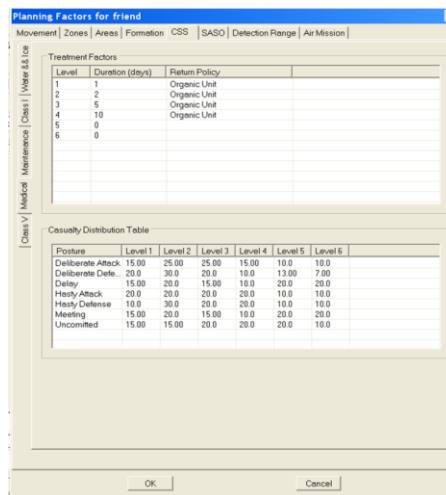 Planning Factors for friend
Movement Zones Areas Formation CSS SASO Detection Range Air Mission
Water && Ice
Class I
Maintenance
Medical
Class V
Treatment Factors
Level Duration (days) Return Policy
1 1 Organic Unit
2 2 Organic Unit
3 5 Organic Unit
4 10 Organic Unit
5 0
6 0
Casualty Distribution Table
Posture Level 1 Level 2 Level 3 Level 4 Level 5 Level 6
Deliberate Attack 15.00 25.00 25.00 15.00 10.0 10.0
Deliberate Defe... 20.0 30.0 20.0 10.0 13.00 7.00
Delay 15.00 20.0 15.00 10.0 20.0 20.0
Hasty Attack 20.0 20.0 20.0 20.0 10.0 10.0
Hasty Defense 10.0 30.0 20.0 20.0 10.0 10.0
Meeting 15.00 20.0 15.00 10.0 20.0 20.0
Uncomitted 15.00 15.00 20.0 20.0 20.0 10.0
OK Cancel